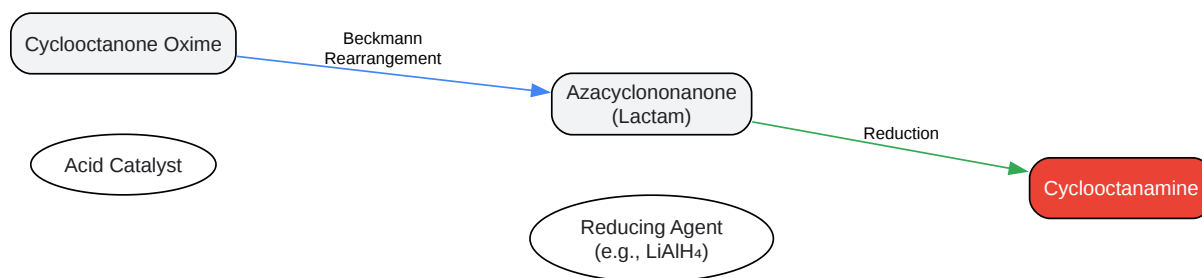 Cyclooctanone Oxime
Beckmann
Rearrangement
Azacyclononanone
(Lactam)
Reduction
Cyclooctanamine
Acid Catalyst
Reducing Agent
(e.g., LiAlH₄)